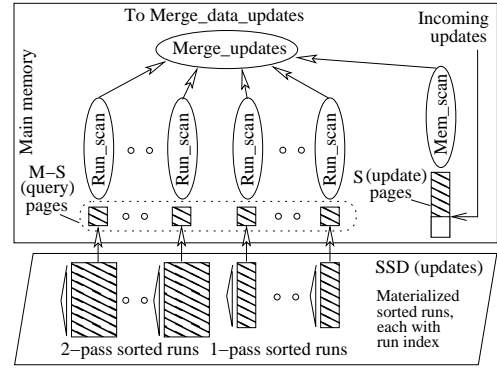 To Merge_data_updates
Incoming
updates
Merge_updates
Main memory
Run_scan
Run_scan
Run_scan
Run_scan
Mem_scan
M−S
(query)
pages
S (update)
pages
SSD (updates)
Materialized
sorted runs,
each with
run index
2−pass sorted runs
1−pass sorted runs